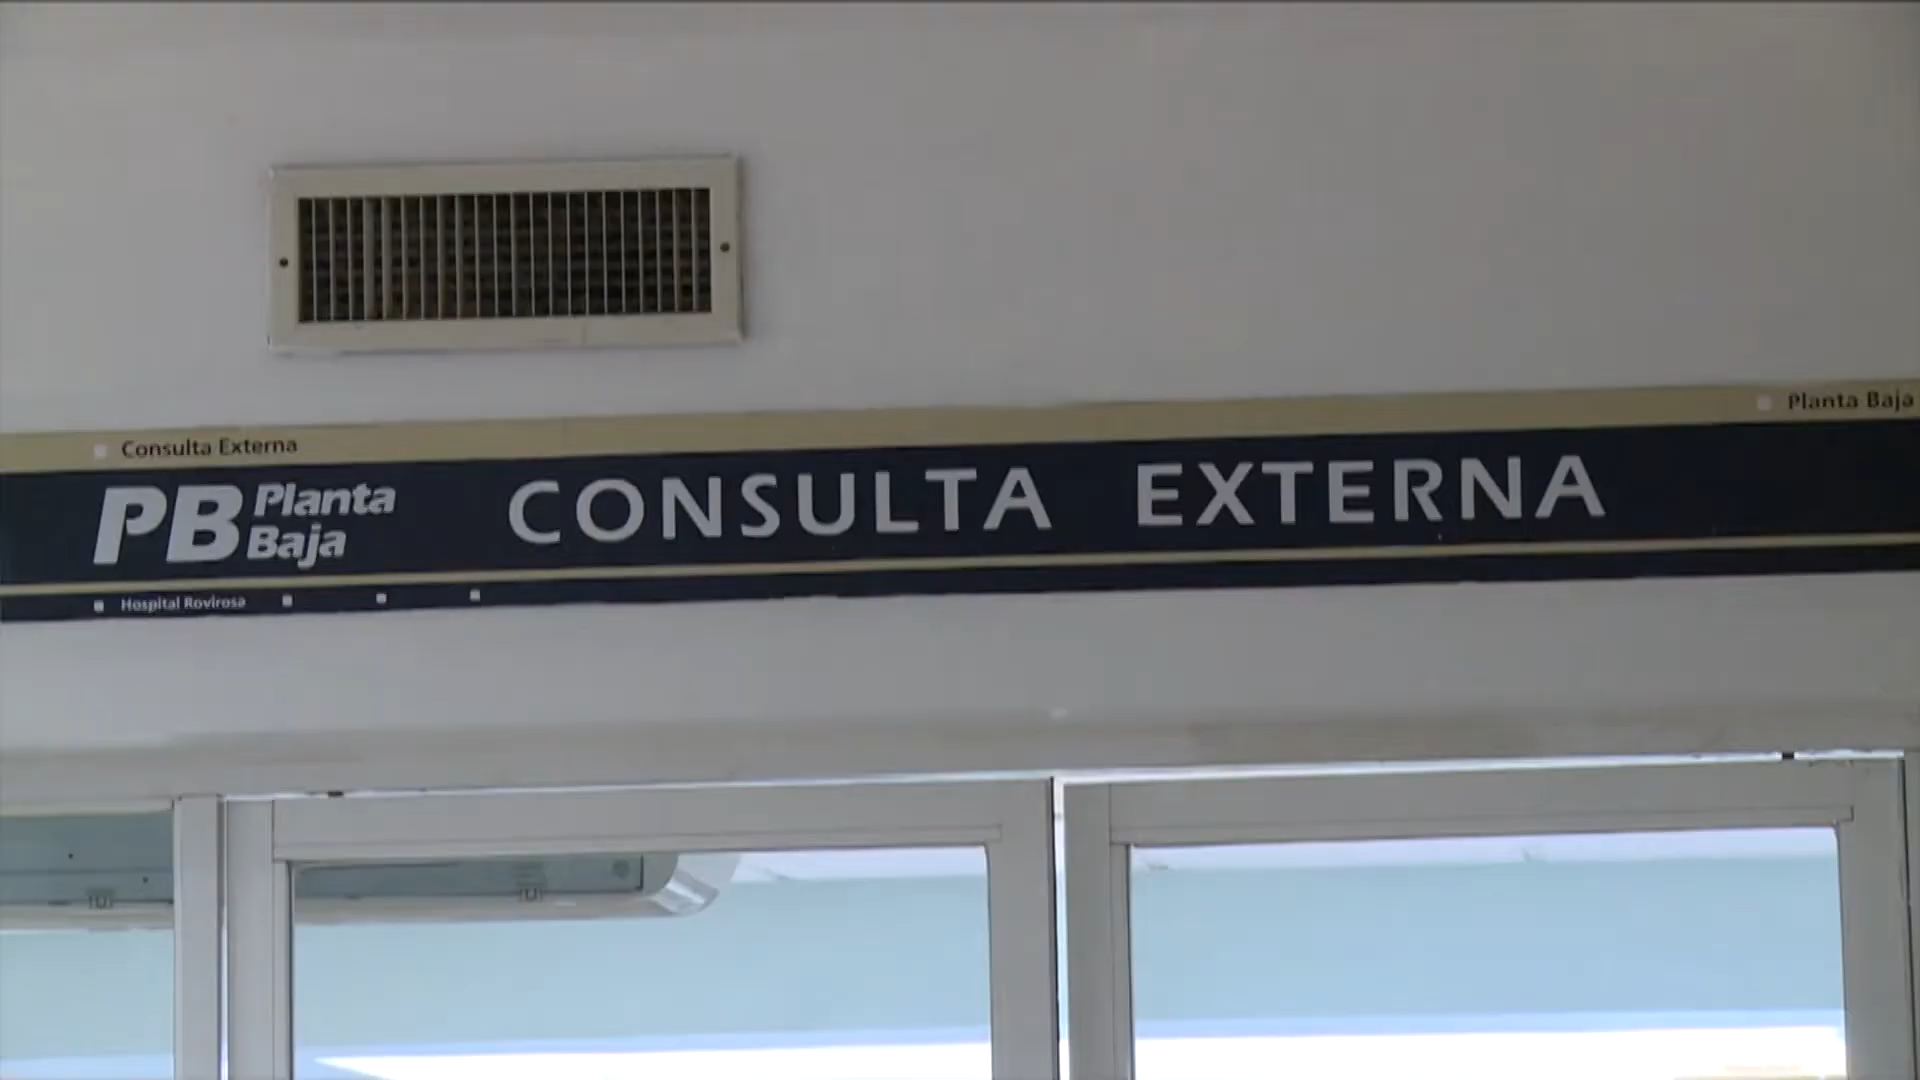 Consulta Externa
Planta Baja
PB Planta Baja
CONSULTA EXTERNA
Hospital Rovirosa